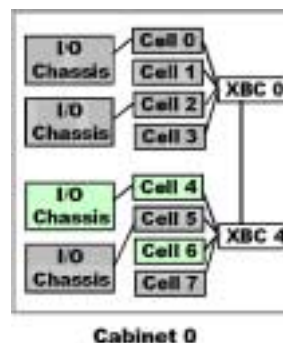 I/O
Chassis
Cell 0
Cell 1
XBC 0
I/O
Chassis
Cell 2
Cell 3
I/O
Chassis
Cell 4
Cell 5
XBC 4
I/O
Chassis
Cell 6
Cell 7
Cabinet 0